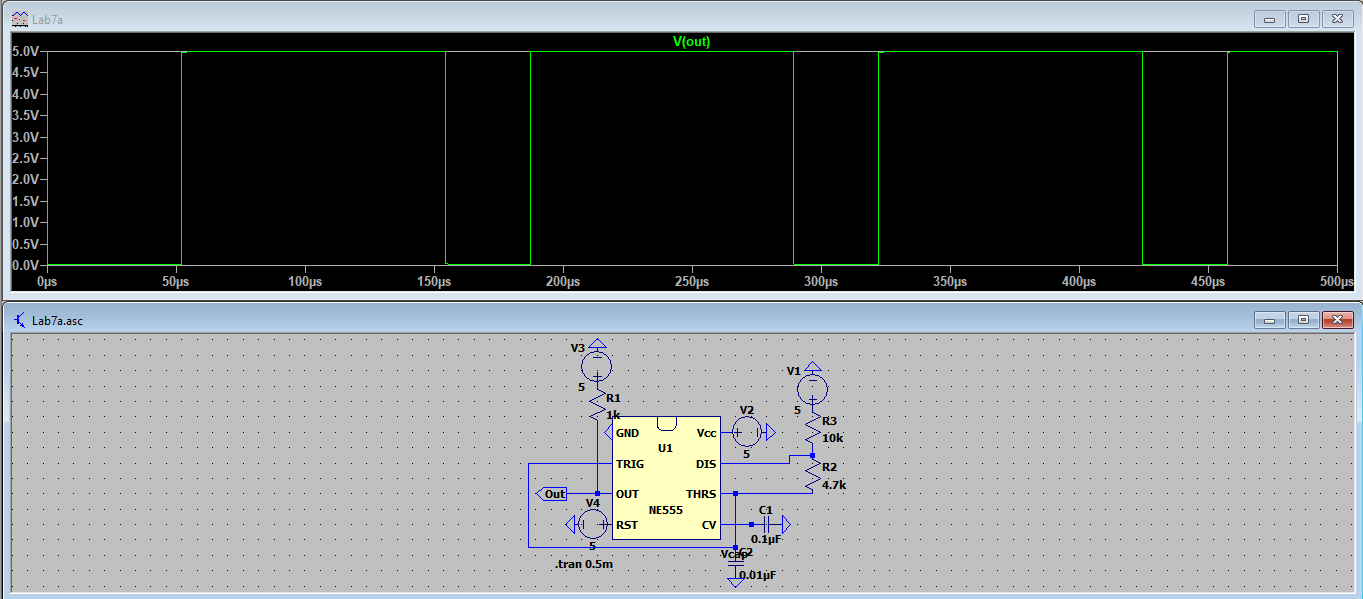 Lab7a
V(out)
5.0V
4.5V
4.0V
3.5V
3.0V
2.5V
2.0V
1.5V
1.0V
0.5V
0.0V
0µs 50µs 100µs 150µs 200µs 250µs 300µs 350µs 400µs 450µs 500µs
Lab7a.asc
V3
5
R1
1k
V1
5
R3
10k
V2
5
GND Vcc
U1
TRIG DIS
R2
4.7k
Out
OUT THRS
V4
NE555
C1
RST CV
5
0.1µF
.tran 0.5m
Vcap
C2
0.01µF